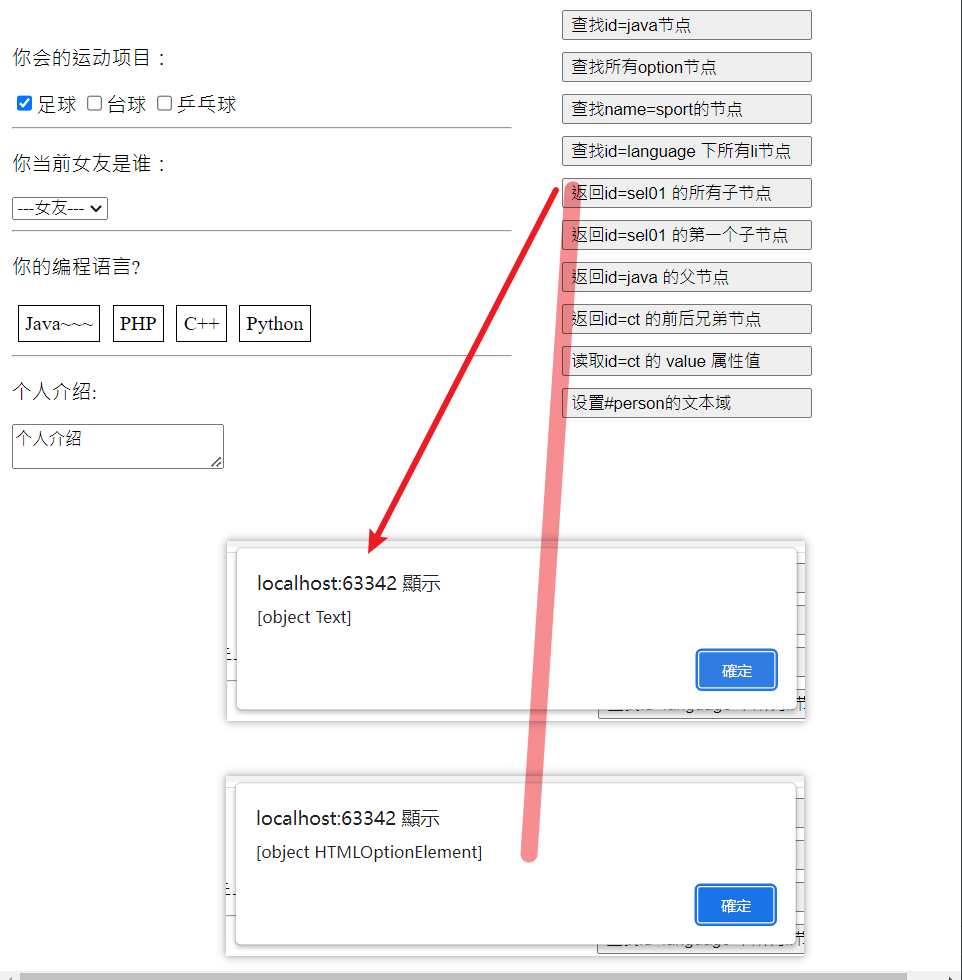 你会的运动项目：
足球 台球 乒乓球
你当前女友是谁：
---女友---
你的编程语言?
Java~~~ PHP C++ Python
个人介绍:
个人介绍
查找id=java节点
查找所有option节点
查找name=sport的节点
查找id=language 下所有li节点
返回id=sel01 的所有子节点
返回id=sel01 的第一个子节点
返回id=java 的父节点
返回id=ct 的前后兄弟节点
读取id=ct 的 value 属性值
设置#person的文本域
localhost:63342 顯示
[object Text]
確定
localhost:63342 顯示
[object HTMLOptionElement]
確定